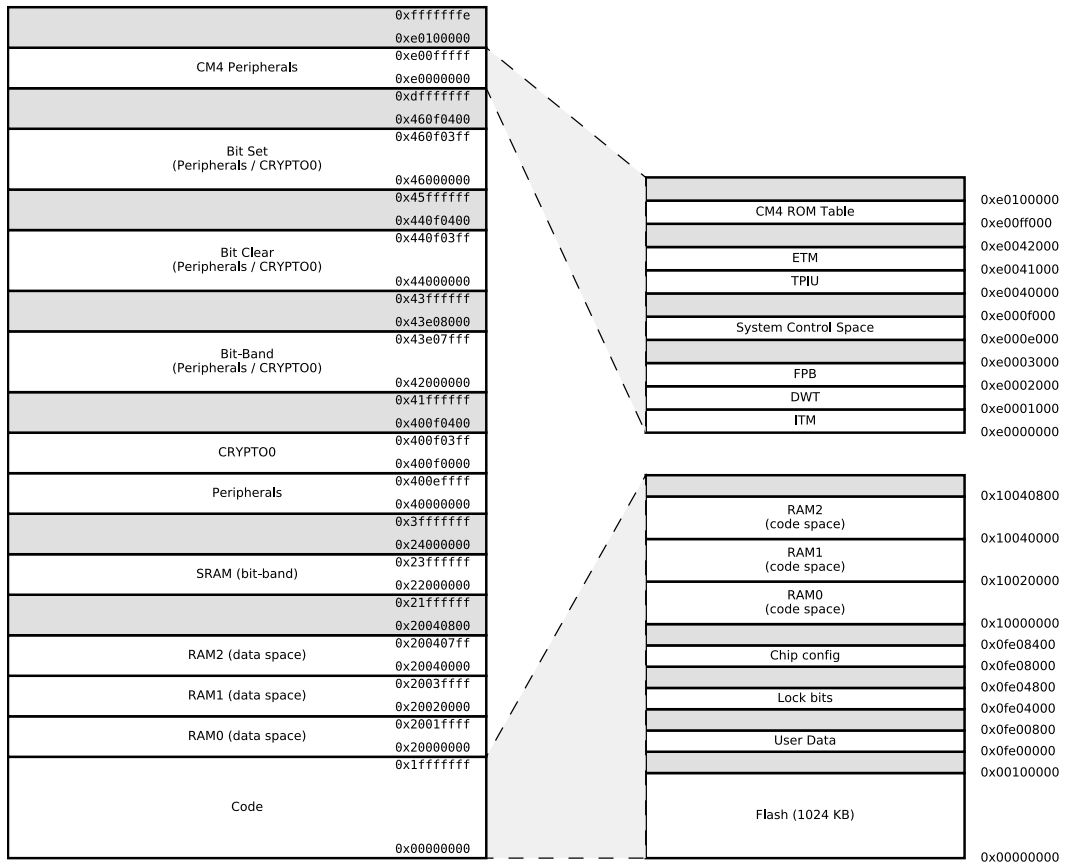 0xfffffffe
0xe0100000
0xe00fffff
CM4 Peripherals
0xe0000000
0xdfffffff
0x460f0400
0x460f03ff
Bit Set
(Peripherals / CRYPTO0)
0x46000000
0x45ffffff
0x440f0400
0x440f03ff
Bit Clear
(Peripherals / CRYPTO0)
0x44000000
0x43ffffff
0x43e08000
0x43e07fff
Bit-Band
(Peripherals / CRYPTO0)
0x42000000
0x41ffffff
0x400f0400
0x400f03ff
CRYPTO0
0x400f0000
0x400effff
Peripherals
0x40000000
0x3fffffff
0x24000000
0x23ffffff
SRAM (bit-band)
0x22000000
0x21ffffff
0x20040800
0x200407ff
RAM2 (data space)
0x20040000
0x2003ffff
RAM1 (data space)
0x20020000
0x2001ffff
RAM0 (data space)
0x20000000
0x1fffffff
Code
0x00000000
0xe0100000
CM4 ROM Table
0xe00ff000
0xe0042000
ETM
0xe0041000
TPIU
0xe0040000
0xe000f000
System Control Space
0xe000e000
0xe0003000
FPB
0xe0002000
DWT
0xe0001000
ITM
0xe0000000
0x10040800
RAM2
(code space)
0x10040000
RAM1
(code space)
0x10020000
RAM0
(code space)
0x10000000
0x0fe08400
Chip config
0x0fe08000
0x0fe04800
Lock bits
0x0fe04000
0x0fe00800
User Data
0x0fe00000
0x00100000
Flash (1024 KB)
0x00000000